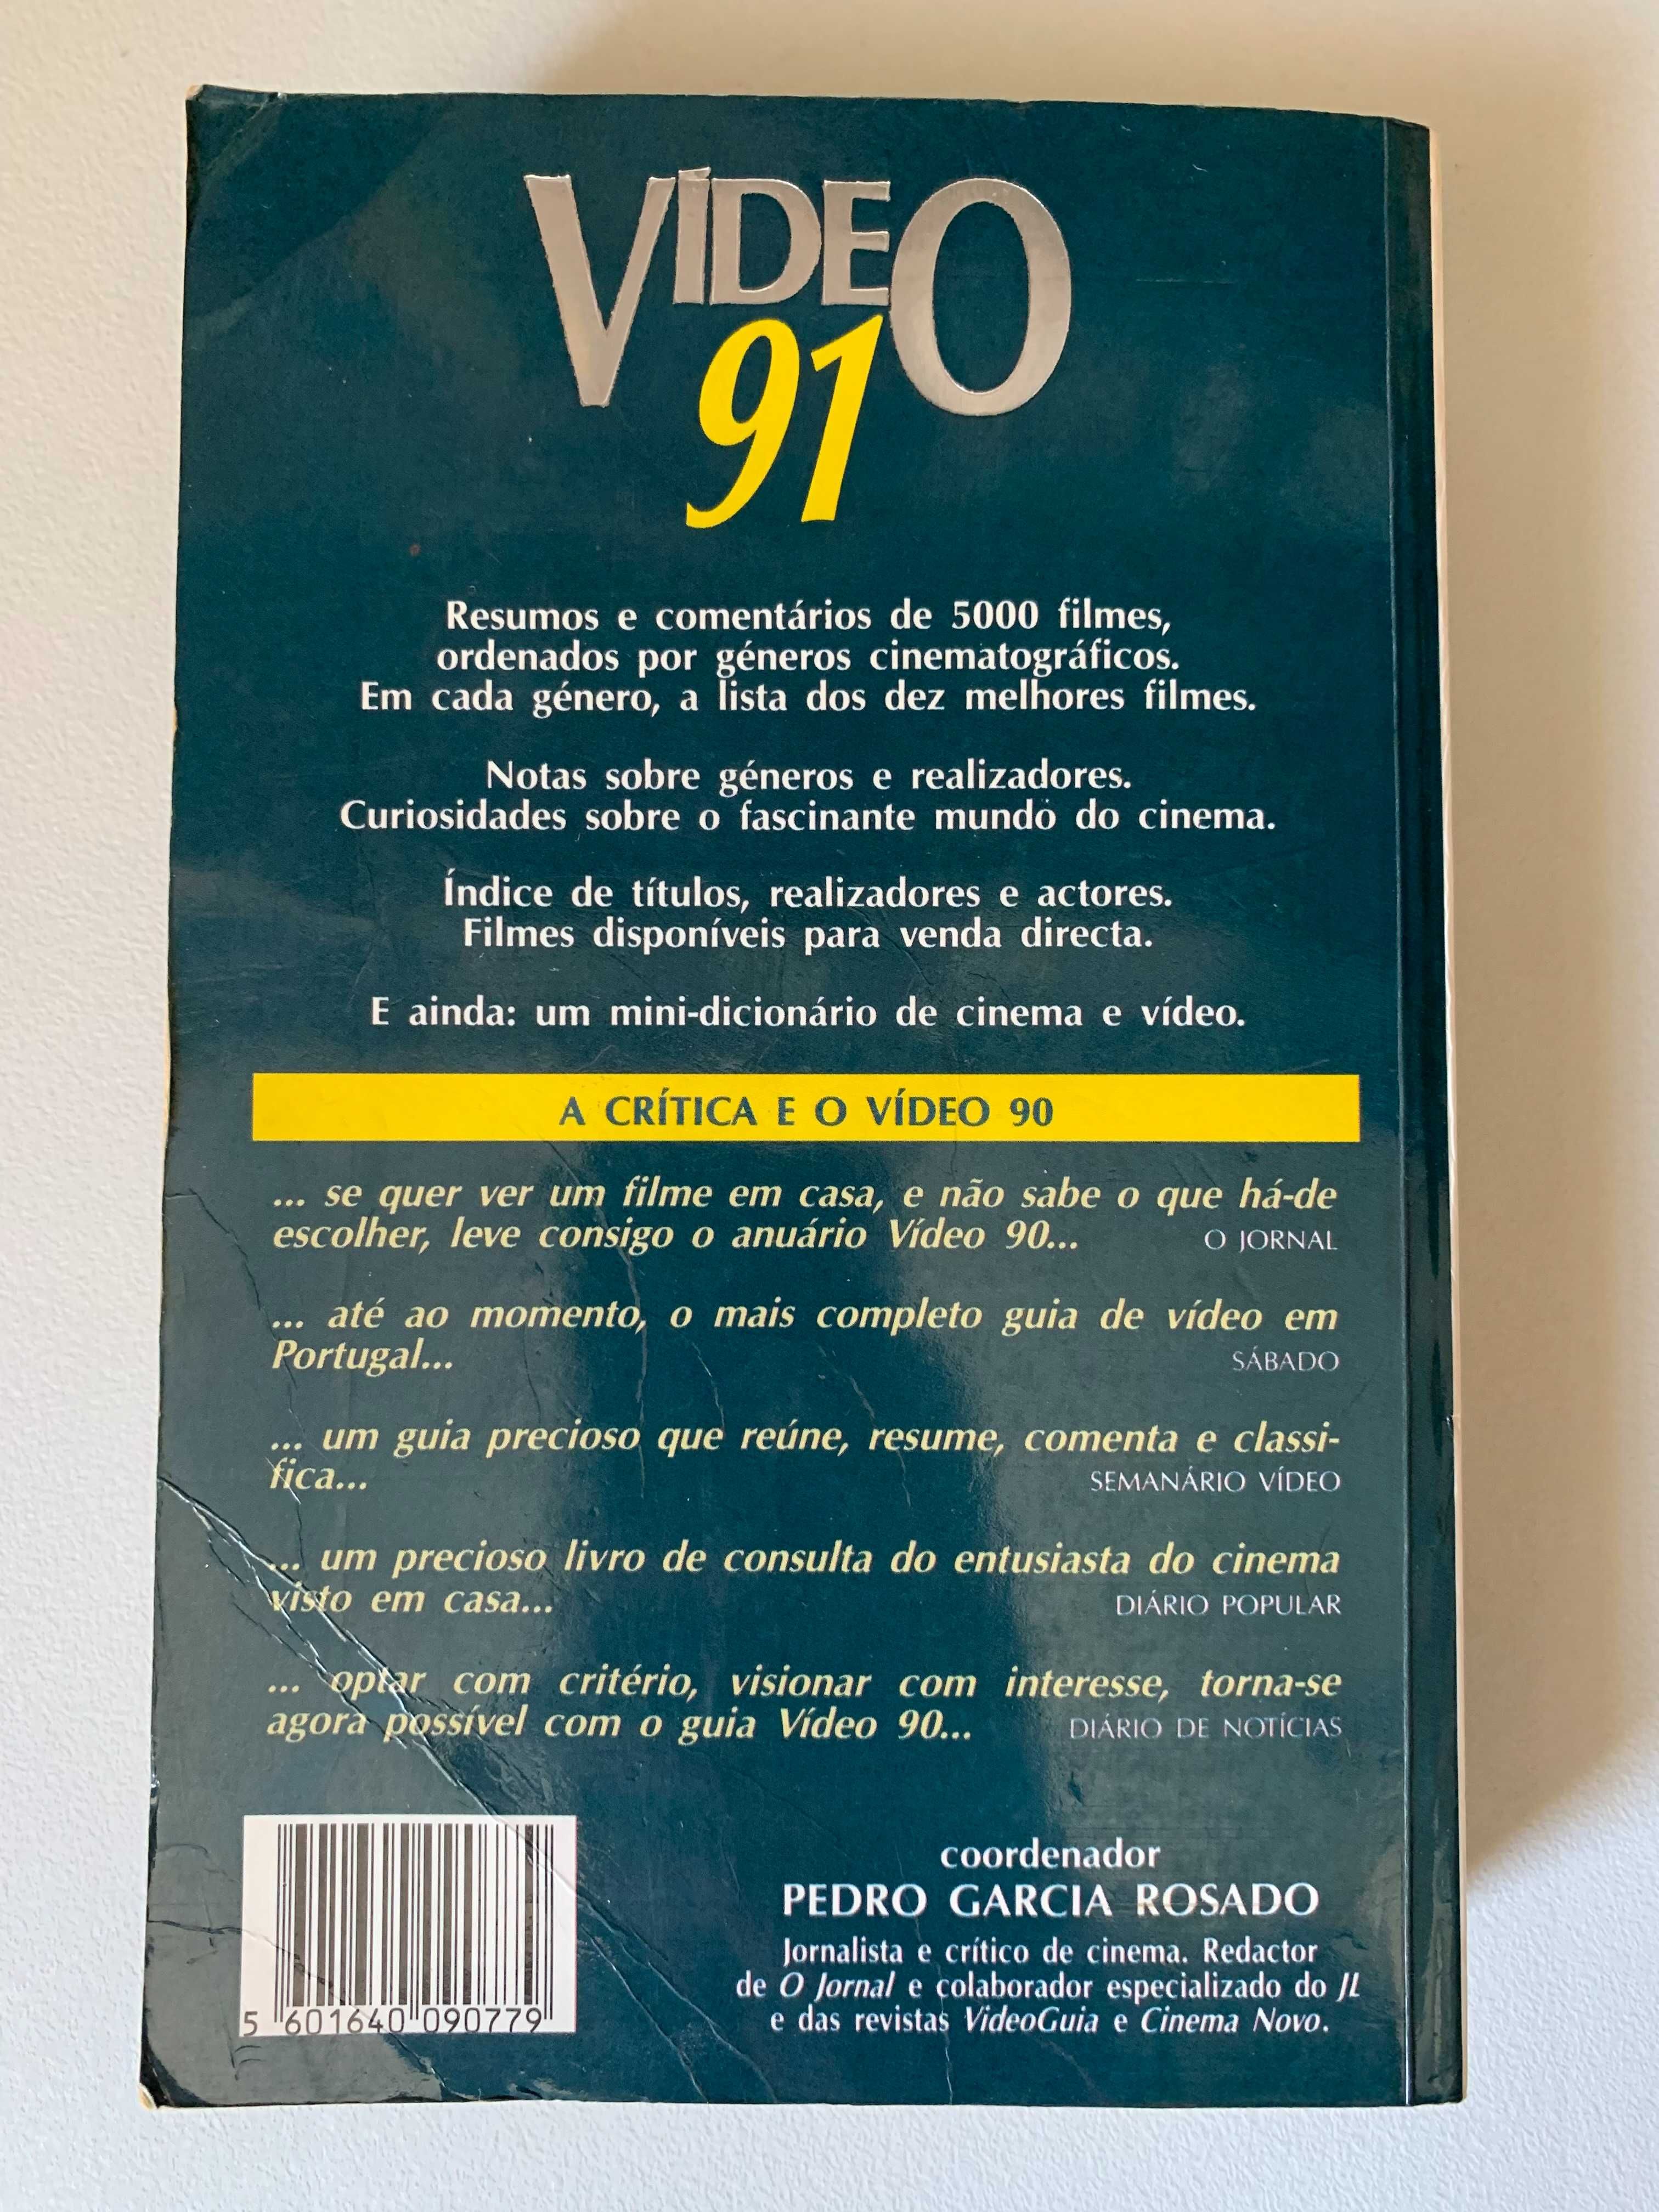 VÍDEO
91
Resumos e comentários de 5000 filmes,
ordenados por géneros cinematográficos.
Em cada género, a lista dos dez melhores filmes.
Notas sobre géneros e realizadores.
Curiosidades sobre o fascinante mundo do cinema.
Índice de títulos, realizadores e actores.
Filmes disponíveis para venda directa.
E ainda: um mini-dicionário de cinema e vídeo.
A CRÍTICA E O VÍDEO 90
... se quer ver um filme em casa, e não sabe o que há-de
escolher, leve consigo o anuário Vídeo 90... O JORNAL
... até ao momento, o mais completo guia de vídeo em
Portugal... SÁBADO
... um guia precioso que reúne, resume, comenta e classi-
fica... SEMANÁRIO VÍDEO
... um precioso livro de consulta do entusiasta do cinema
visto em casa... DIÁRIO POPULAR
... optar com critério, visionar com interesse, torna-se
agora possível com o guia Vídeo 90... DIÁRIO DE NOTÍCIAS
coordenador
PEDRO GARCIA ROSADO
Jornalista e crítico de cinema. Redactor
de O Jornal e colaborador especializado do JL
e das revistas VideoGuia e Cinema Novo.
5 601640 090779